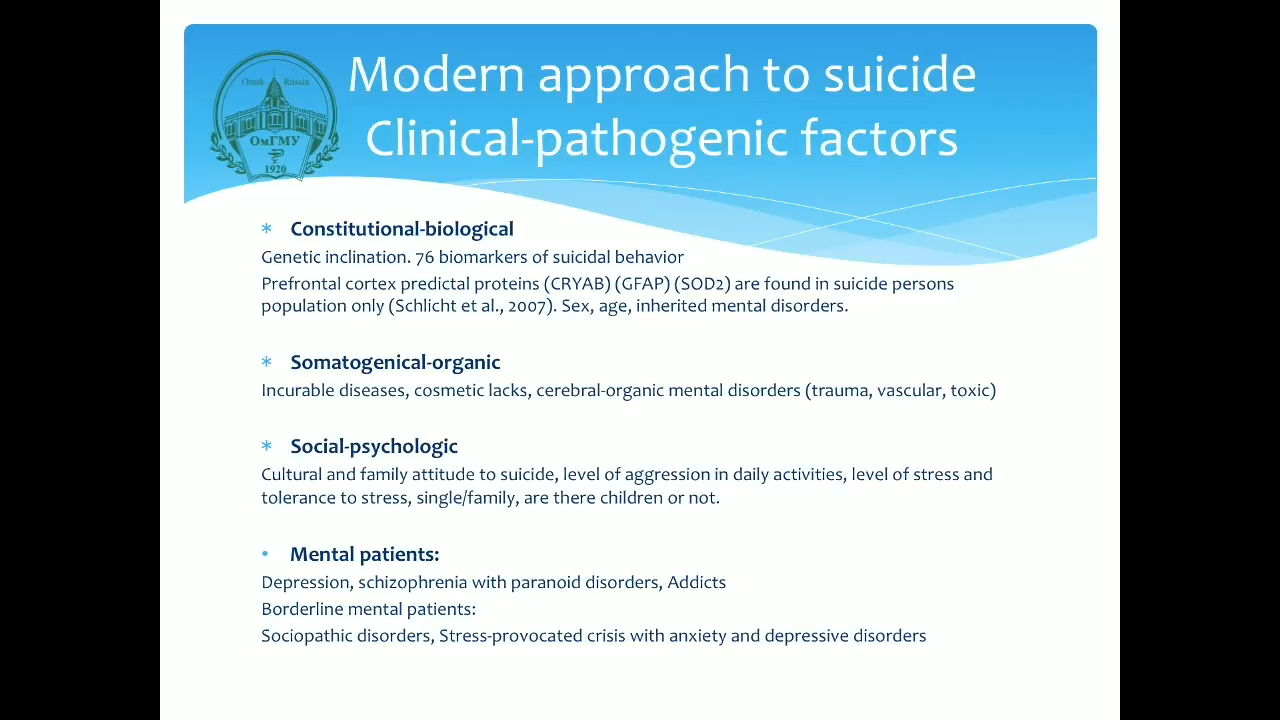 Omsk Russia
ОмГМУ
1920
Modern approach to suicide
Clinical-pathogenic factors
* Constitutional-biological
Genetic inclination. 76 biomarkers of suicidal behavior
Prefrontal cortex predictal proteins (CRYAB) (GFAP) (SOD2) are found in suicide persons
population only (Schlicht et al., 2007). Sex, age, inherited mental disorders.
* Somatogenical-organic
Incurable diseases, cosmetic lacks, cerebral-organic mental disorders (trauma, vascular, toxic)
* Social-psychologic
Cultural and family attitude to suicide, level of aggression in daily activities, level of stress and
tolerance to stress, single/family, are there children or not.
• Mental patients:
Depression, schizophrenia with paranoid disorders, Addicts
Borderline mental patients:
Sociopathic disorders, Stress-provocated crisis with anxiety and depressive disorders